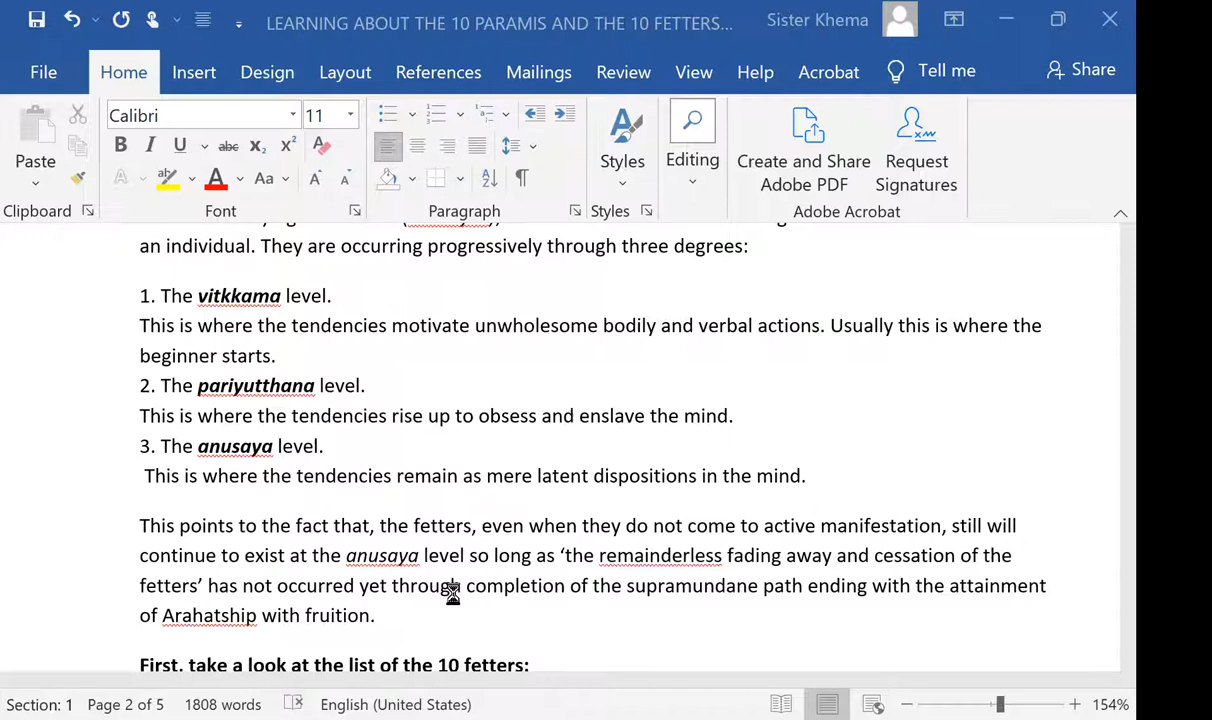 LEARNING ABOUT THE 10 PARAMIS AND THE 10 FETTERS...
Sister Khema
File Home Insert Design Layout References Mailings Review View Help Acrobat Tell me Share
Calibri 11
Paste Styles Editing Create and Share Adobe PDF Request Signatures
Clipboard Font Paragraph Styles Adobe Acrobat
an individual. They are occurring progressively through three degrees:
1. The vitkkama level.
This is where the tendencies motivate unwholesome bodily and verbal actions. Usually this is where the
beginner starts.
2. The pariyutthana level.
This is where the tendencies rise up to obsess and enslave the mind.
3. The anusaya level.
This is where the tendencies remain as mere latent dispositions in the mind.
This points to the fact that, the fetters, even when they do not come to active manifestation, still will
continue to exist at the anusaya level so long as ‘the remainderless fading away and cessation of the
fetters’ has not occurred yet through completion of the supramundane path ending with the attainment
of Arahatship with fruition.
First, take a look at the list of the 10 fetters:
Section: 1 Page 2 of 5 1808 words English (United States) 154%